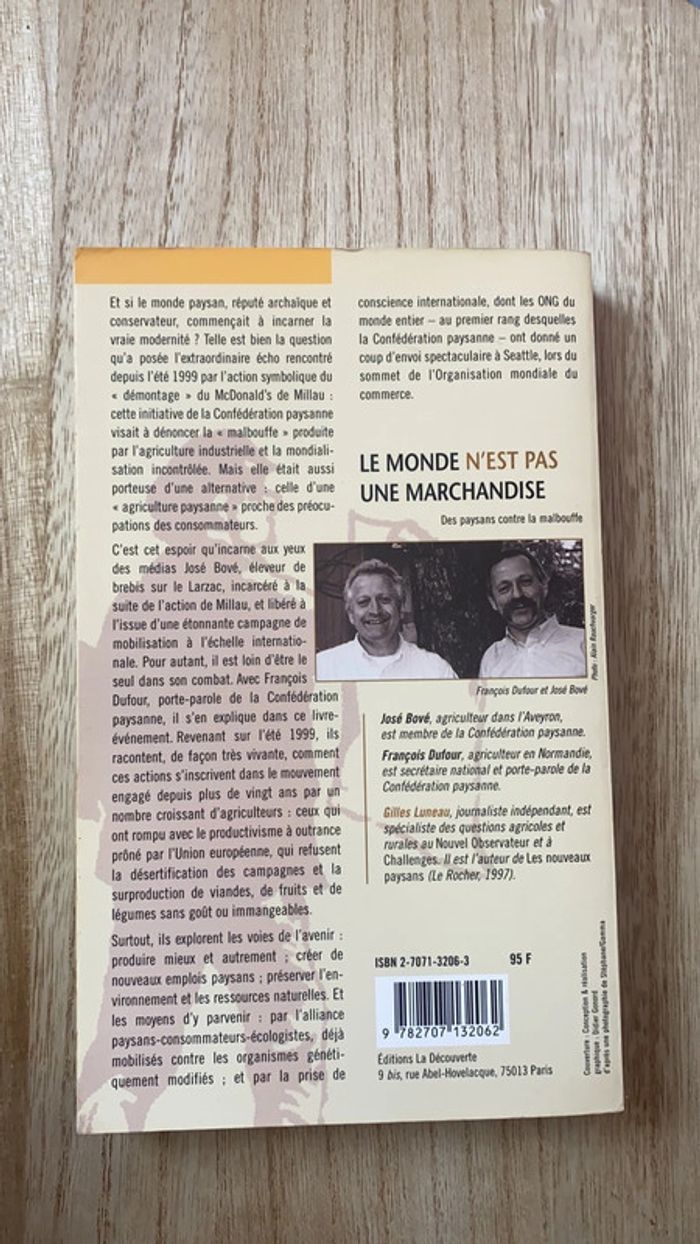 Et si le monde paysan, réputé archaïque et
conservateur, commençait à incarner la
vraie modernité ? Telle est bien la question
qu'a posée l'extraordinaire écho rencontré
depuis l'été 1999 par l'action symbolique du
« démontage » du McDonald's de Millau :
cette initiative de la Confédération paysanne
visait à dénoncer la « malbouffe » produite
par l'agriculture industrielle et la mondiali-
sation incontrôlée. Mais elle était aussi
porteuse d'une alternative : celle d'une
« agriculture paysanne » proche des préoccu-
pations des consommateurs.
C'est cet espoir qu'incarne aux yeux
des médias José Bové, éleveur de
brebis sur le Larzac, incarcéré à la
suite de l'action de Millau, et libéré à
l'issue d'une étonnante campagne de
mobilisation à l'échelle internatio-
nale. Pour autant, il est loin d'être le
seul dans son combat. Avec François
Dufour, porte-parole de la Confédération
paysanne, il s'en explique dans ce livre-
événement. Revenant sur l'été 1999, ils
racontent, de façon très vivante, comment
ces actions s'inscrivent dans le mouvement
engagé depuis plus de vingt ans par un
nombre croissant d'agriculteurs : ceux qui
ont rompu avec le productivisme à outrance
prôné par l'Union européenne, qui refusent
la désertification des campagnes et la
surproduction de viandes, de fruits et de
légumes sans goût ou immangeables.
Surtout, ils explorent les voies de l'avenir :
produire mieux et autrement ; créer de
nouveaux emplois paysans ; préserver l'en-
vironnement et les ressources naturelles. Et
les moyens d'y parvenir : par l'alliance
paysans-consommateurs-écologistes, déjà
mobilisés contre les organismes généti-
quement modifiés ; et par la prise de
conscience internationale, dont les ONG du
monde entier – au premier rang desquelles
la Confédération paysanne – ont donné un
coup d'envoi spectaculaire à Seattle, lors du
sommet de l'Organisation mondiale du
commerce.
LE MONDE N'EST PAS
UNE MARCHANDISE
Des paysans contre la malbouffe
Photo : Alain Rauchvarger
François Dufour et José Bové
José Bové, agriculteur dans l'Aveyron,
est membre de la Confédération paysanne.
François Dufour, agriculteur en Normandie,
est secrétaire national et porte-parole de la
Confédération paysanne.
Gilles Luneau, journaliste indépendant, est
spécialiste des questions agricoles et
rurales au Nouvel Observateur et à
Challenges. Il est l'auteur de Les nouveaux
paysans (Le Rocher, 1997).
ISBN 2-7071-3206-3 95 F
9 782707 132062
Éditions La Découverte
9 bis, rue Abel-Hovelacque, 75013 Paris
Couverture : Conception & réalisation
graphique : Didier Gonord
d'après une photographie de Stéphane/Gamma